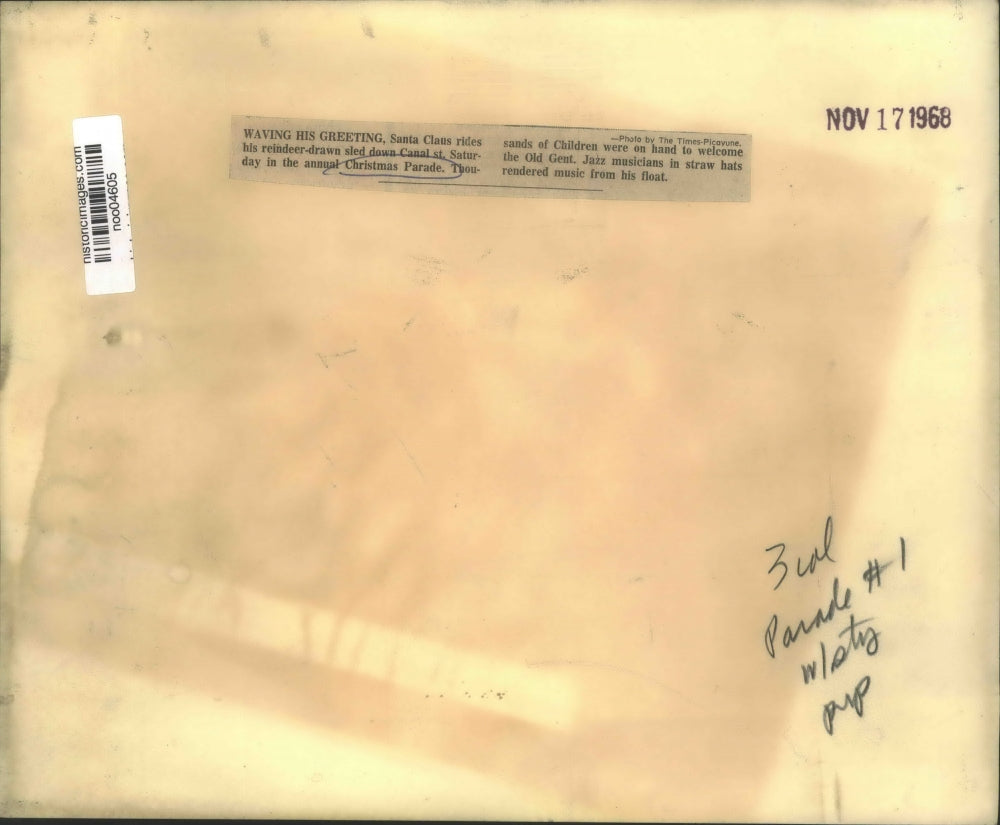 historicimages.com
noo04605
NOV 17 1968
WAVING HIS GREETING, Santa Claus rides
his reindeer-drawn sled down Canal st. Satur-
day in the annual Christmas Parade. Thou-
—Photo by The Times-Picayune.
sands of Children were on hand to welcome
the Old Gent. Jazz musicians in straw hats
rendered music from his float.
3 col
Parade #1
w/sty